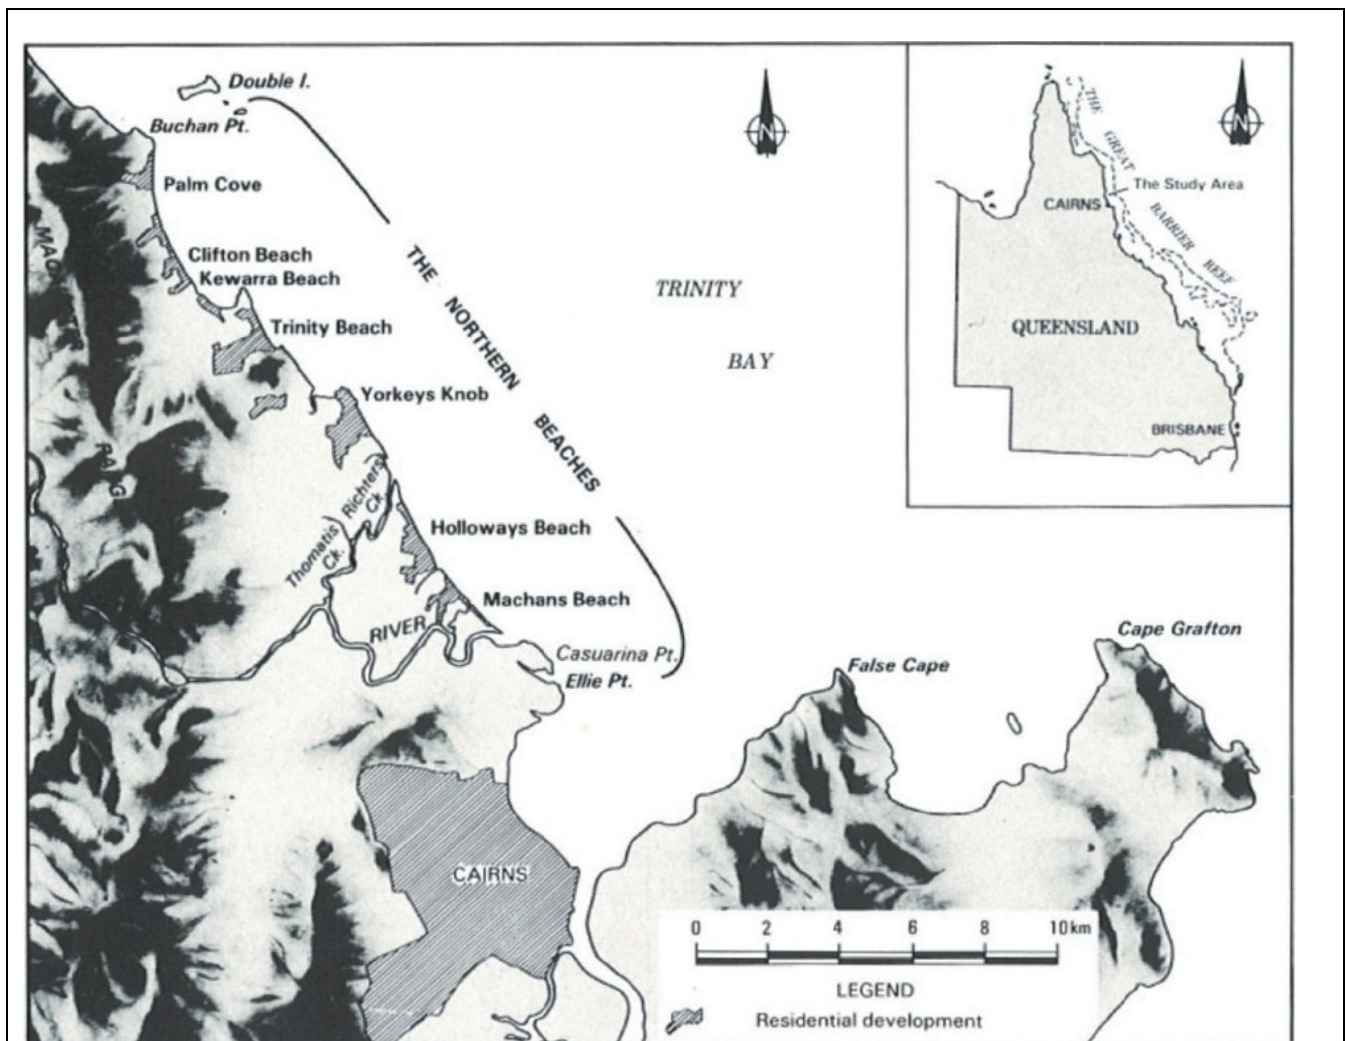 Double I.
Buchan Pt.
Palm Cove
Clifton Beach
Kewarra Beach
Trinity Beach
Yorkeys Knob
Richters
Ck.
Thomatis
Ck.
Holloways Beach
Machans Beach
RIVER
Casuarina Pt.
Ellie Pt.
THE NORTHERN BEACHES
TRINITY
BAY
N
False Cape
Cape Grafton
CAIRNS
0 2 4 6 8 10 km
LEGEND
Residential development
N
THE GREAT BARRIER REEF
The Study Area
CAIRNS
QUEENSLAND
BRISBANE